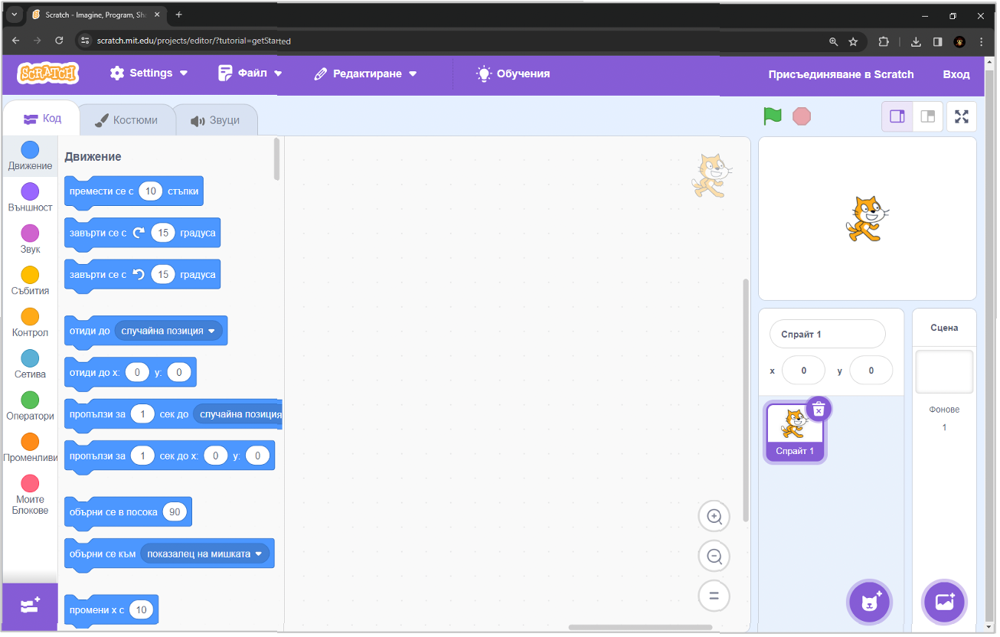 Scratch - Imagine, Program, Sha
scratch.mit.edu/projects/editor/?tutorial=getStarted
SCRATCH Settings Файл Редактиране Обучения Присъединяване в Scratch Вход
Код Костюми Звуци
Движение
Външност
Звук
Събития
Контрол
Сетива
Оператори
Променливи
Моите
Блокове
Движение
премести се с 10 стъпки
завърти се с 15 градуса
завърти се с 15 градуса
отиди до случайна позиция
отиди до x: 0 y: 0
пропълзи за 1 сек до случайна позиция
пропълзи за 1 сек до x: 0 y: 0
обърни се в посока 90
обърни се към показалец на мишката
промени x с 10
Спрайт 1
x 0 y 0
Спрайт 1
Сцена
Фонове
1